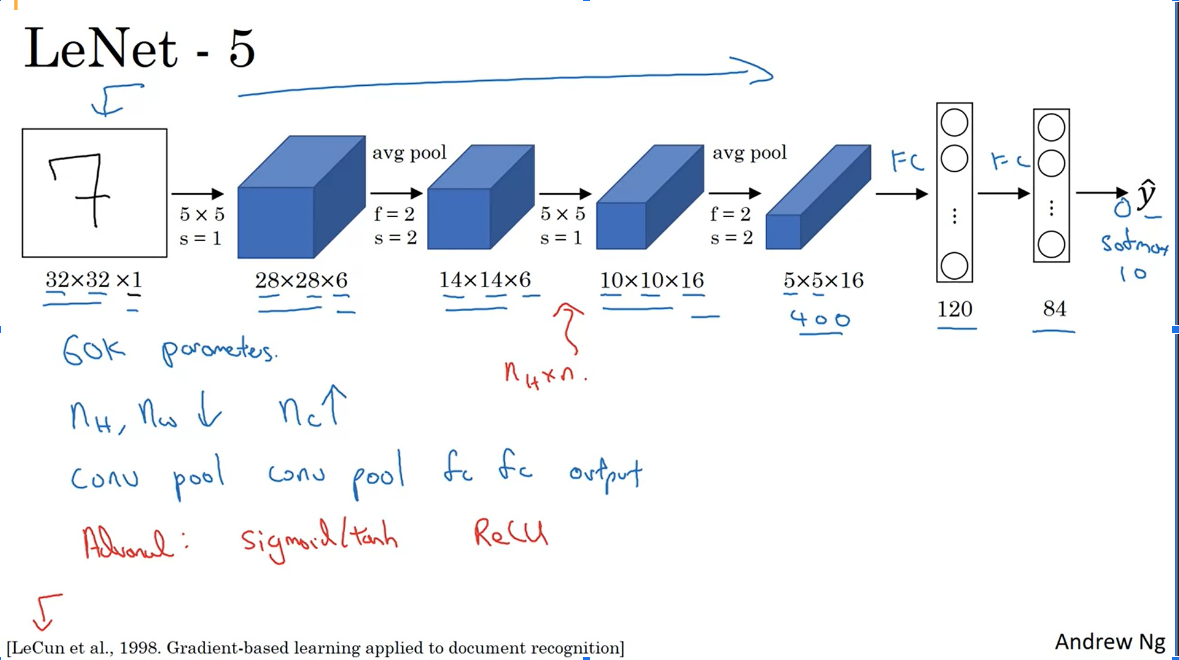 LeNet - 5
7
avg pool
avg pool
FC
FC
5 × 5
s = 1
f = 2
s = 2
5 × 5
s = 1
f = 2
s = 2
⋮
⋮
ŷ
softmax
10
32×32 ×1
28×28×6
14×14×6
10×10×16
5×5×16
400
120
84
60K parameters.
n_H × n.
n_H, n_W ↓ n_C ↑
conv pool conv pool fc fc output
sigmoid/tanh ReLU
[LeCun et al., 1998. Gradient-based learning applied to document recognition]
Andrew Ng